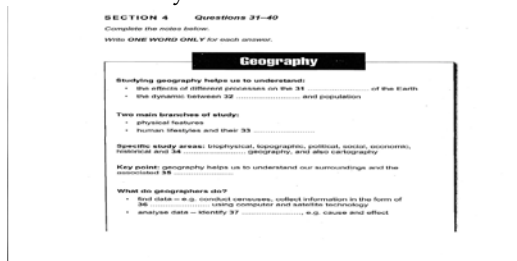 SECTION 4 Questions 31–40
Complete the notes below.
Write ONE WORD ONLY for each answer.
Geography
Studying geography helps us to understand:
• the effects of different processes on the 31 .......................... of the Earth
• the dynamic between 32 .......................... and population
Two main branches of study:
• physical features
• human lifestyles and their 33 ..........................
Specific study areas: biophysical, topographic, political, social, economic,
historical and 34 .......................... geography, and also cartography
Key point: geography helps us to understand our surroundings and the
associated 35 ..........................
What do geographers do?
• find data – e.g. conduct censuses, collect information in the form of
36 .......................... using computer and satellite technology
• analyse data – identify 37 .........................., e.g. cause and effect